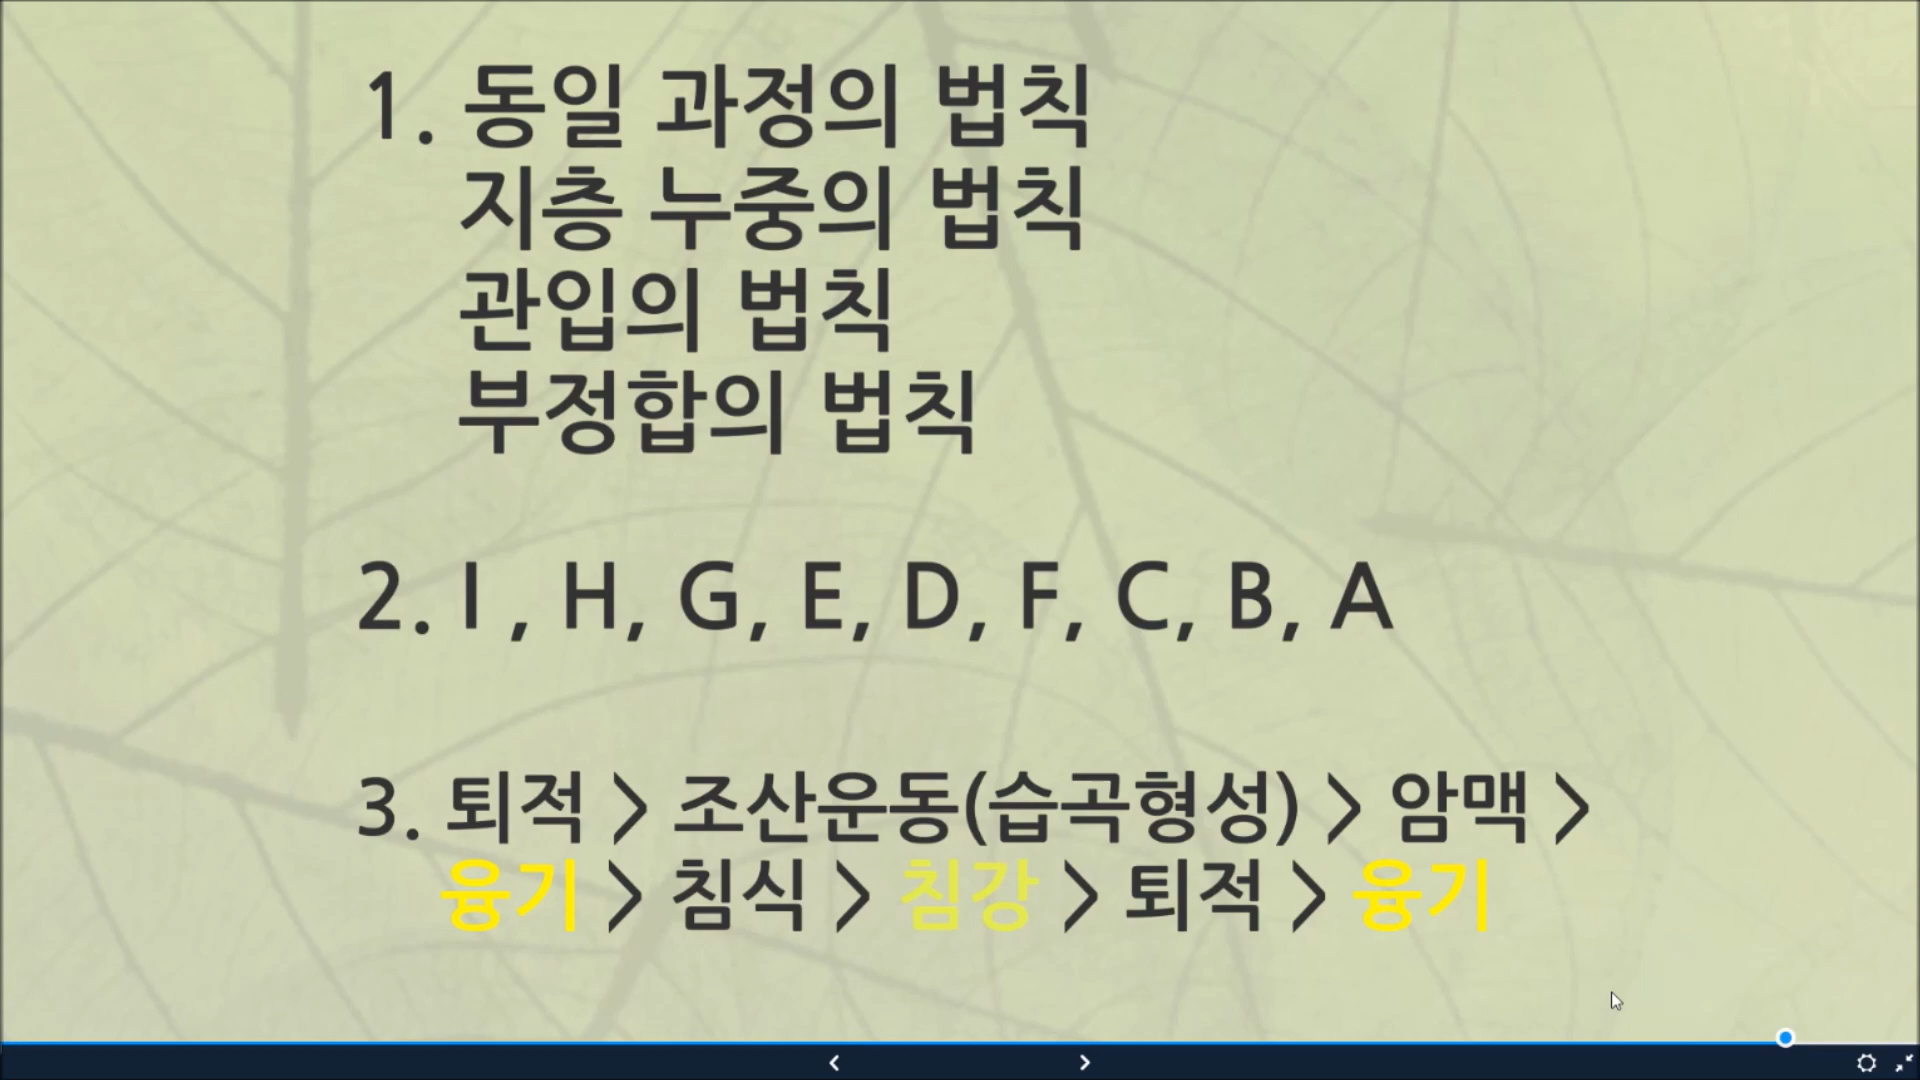 1. 동일 과정의 법칙
지층 누중의 법칙
관입의 법칙
부정합의 법칙
2. I , H, G, E, D, F, C, B, A
3. 퇴적 > 조산운동(습곡형성) > 암맥 >
융기 > 침식 > 침강 > 퇴적 > 융기